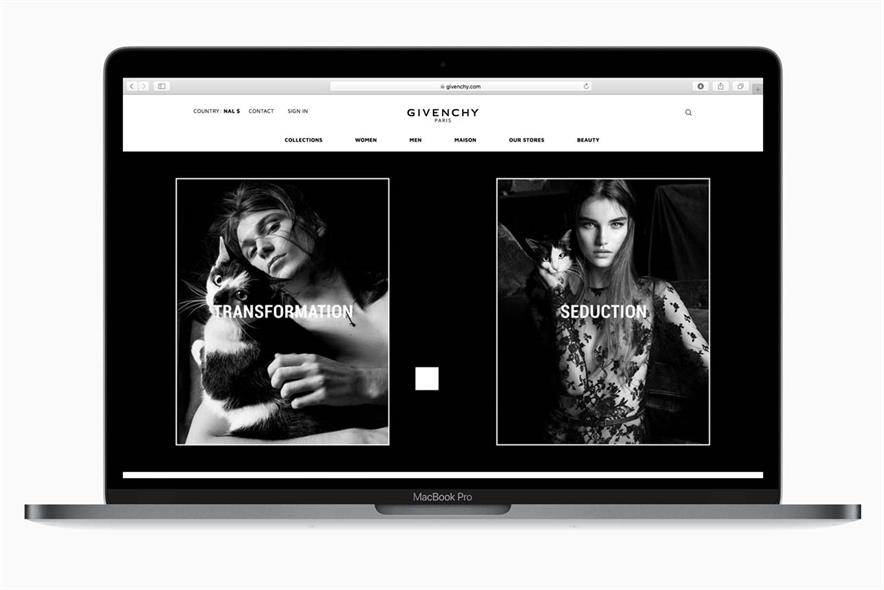 givenchy.com
COUNTRY: NAL $ CONTACT SIGN IN
GIVENCHY
PARIS
COLLECTIONS WOMEN MEN MAISON OUR STORES BEAUTY
TRANSFORMATION
SEDUCTION
MacBook Pro